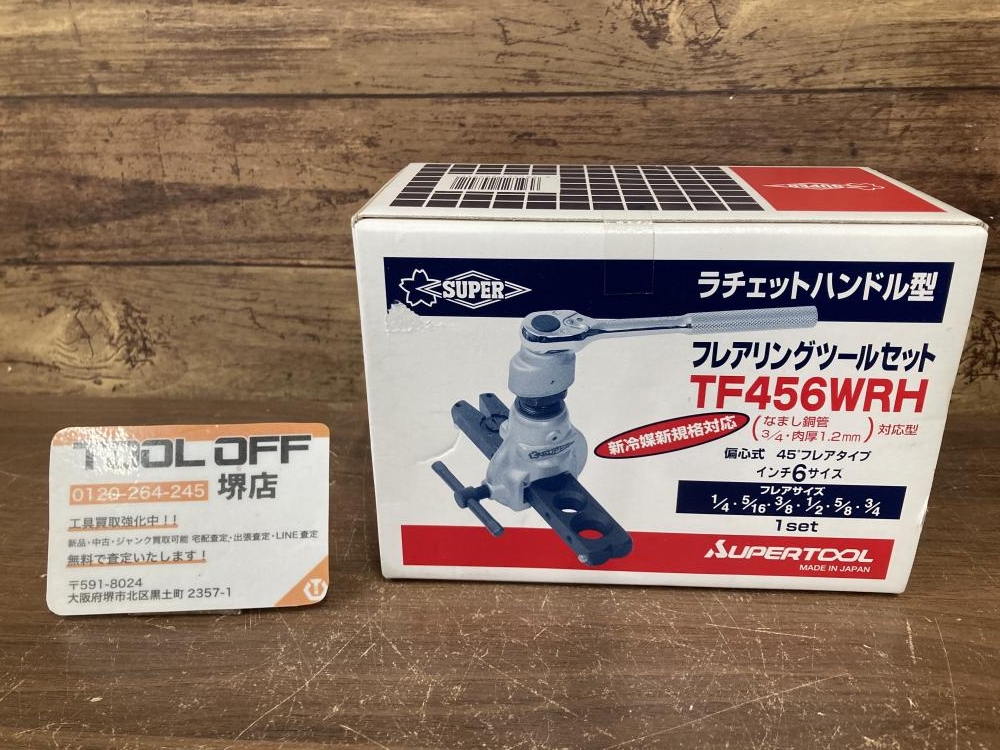 SUPER
SUPER
ラチェットハンドル型
フレアリングツールセット
TF456WRH
新冷媒新規格対応
(なまし銅管
3/4・肉厚1.2mm)対応型
偏心式 45°フレアタイプ
インチ6サイズ
フレアサイズ
1/4・5/16・3/8・1/2・5/8・3/4
1set
SUPERTOOL
MADE IN JAPAN
TOOL OFF
0120-264-245 堺店
工具買取強化中!!
新品・中古・ジャンク買取可能 宅配査定・出張査定・LINE査定
無料で査定いたします!
〒591-8024
大阪府堺市北区黒土町 2357-1